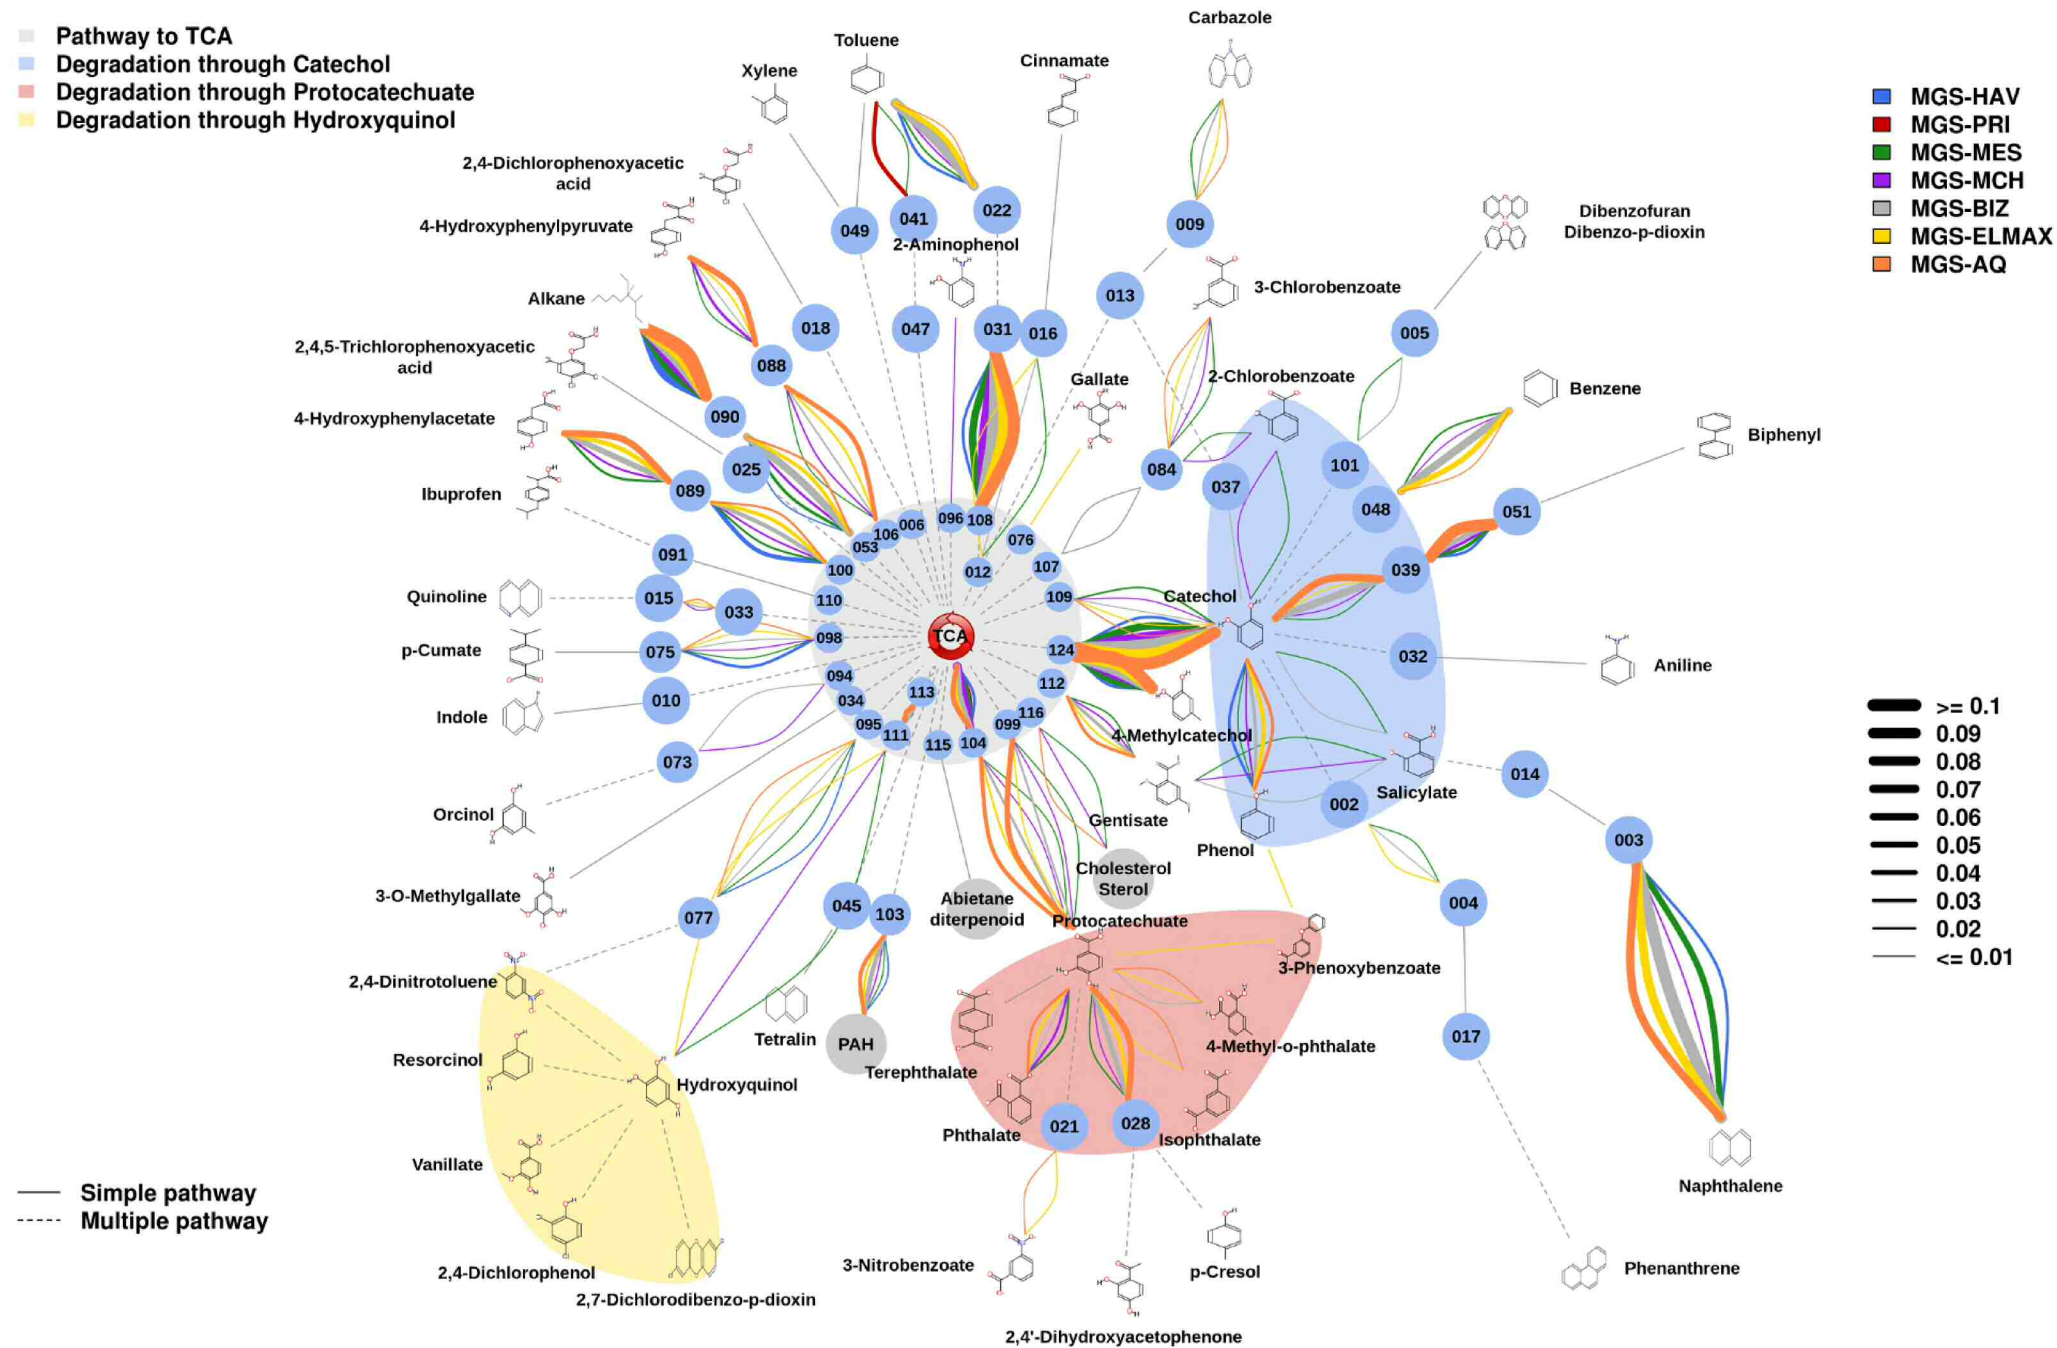 Pathway to TCA
Degradation through Catechol
Degradation through Protocatechuate
Degradation through Hydroxyquinol
Carbazole
Toluene
Cinnamate
Xylene
MGS-HAV
MGS-PRI
MGS-MES
MGS-MCH
MGS-BIZ
MGS-ELMAX
MGS-AQ
2,4-Dichlorophenoxyacetic
acid
4-Hydroxyphenylpyruvate
049
041
022
2-Aminophenol
009
Dibenzofuran
Dibenzo-p-dioxin
Alkane
018
047
031
016
013
3-Chlorobenzoate
005
2,4,5-Trichlorophenoxyacetic
acid
088
Gallate
2-Chlorobenzoate
Benzene
4-Hydroxyphenylacetate
090
Biphenyl
025
084
037
101
Ibuprofen
089
048
051
053
106
006
096
108
076
091
100
012
107
039
Quinoline
015
033
110
109
Catechol
p-Cumate
075
098
TCA
124
032
Aniline
Indole
010
094
034
113
112
095
111
115
104
099
116
4-Methylcatechol
073
014
Orcinol
Gentisate
Phenol
002
Salicylate
003
3-O-Methylgallate
077
045
103
Abietane
diterpenoid
Cholesterol
Sterol
Protocatechuate
004
2,4-Dinitrotoluene
3-Phenoxybenzoate
Resorcinol
Hydroxyquinol
Tetralin
PAH
Terephthalate
4-Methyl-o-phthalate
017
Phthalate
021
028
Isophthalate
Vanillate
Naphthalene
2,4-Dichlorophenol
2,7-Dichlorodibenzo-p-dioxin
3-Nitrobenzoate
p-Cresol
Phenanthrene
2,4'-Dihydroxyacetophenone
>= 0.1
0.09
0.08
0.07
0.06
0.05
0.04
0.03
0.02
<= 0.01
Simple pathway
Multiple pathway